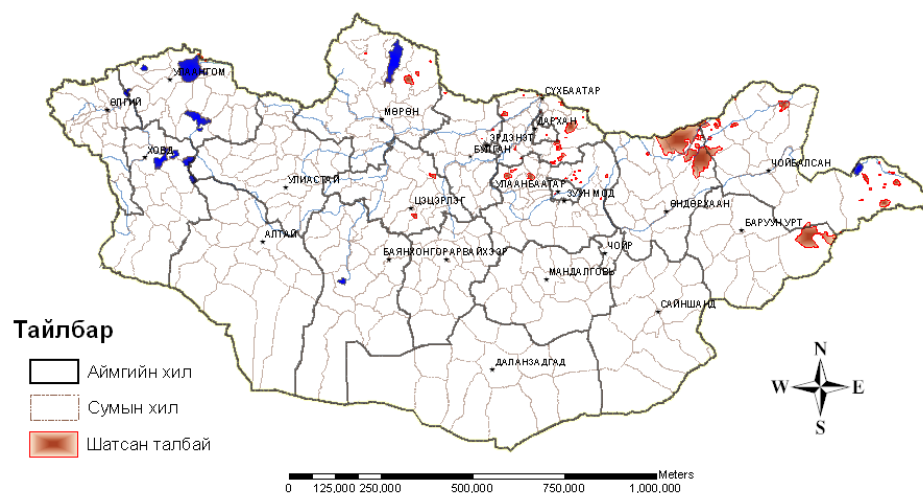 УЛААНГОМ
ӨЛГИЙ
ХОВД
УЛИАСТАЙ
АЛТАЙ
МӨРӨН
СҮХБААТАР
ДАРХАН
ЭРДЭНЭТ
БУЛГАН
УЛААНБААТАР
ЗУУН МОД
ЦЭЦЭРЛЭГ
ЧОЙБАЛСАН
ӨНДӨРХААН
БАРУУН УРТ
БАЯНХОНГОР
АРВАЙХЭЭР
ЧОЙР
МАНДАЛГОВЬ
САЙНШАНД
ДАЛАНЗАДГАД
Тайлбар
Аймгийн хил
Сумын хил
Шатсан талбай
N
W E
S
Meters
0 125,000 250,000 500,000 750,000 1,000,000